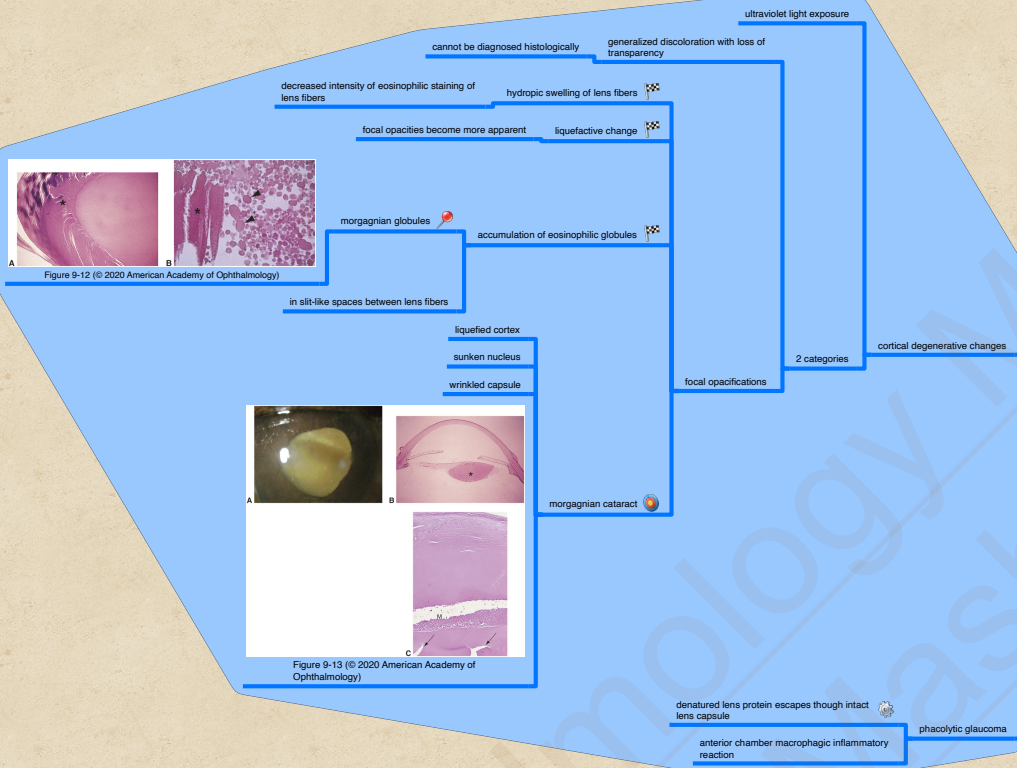 ultraviolet light exposure
cannot be diagnosed histologically
generalized discoloration with loss of
transparency
decreased intensity of eosinophilic staining of
lens fibers
hydropic swelling of lens fibers
focal opacities become more apparent
liquefactive change
A
B
*
*
Figure 9-12 (© 2020 American Academy of Ophthalmology)
morgagnian globules
accumulation of eosinophilic globules
in slit-like spaces between lens fibers
liquefied cortex
sunken nucleus
wrinkled capsule
cortical degenerative changes
2 categories
focal opacifications
A
B
*
morgagnian cataract
M
C
Figure 9-13 (© 2020 American Academy of
Ophthalmology)
denatured lens protein escapes though intact
lens capsule
phacolytic glaucoma
anterior chamber macrophagic inflammatory
reaction
mology M
Mas